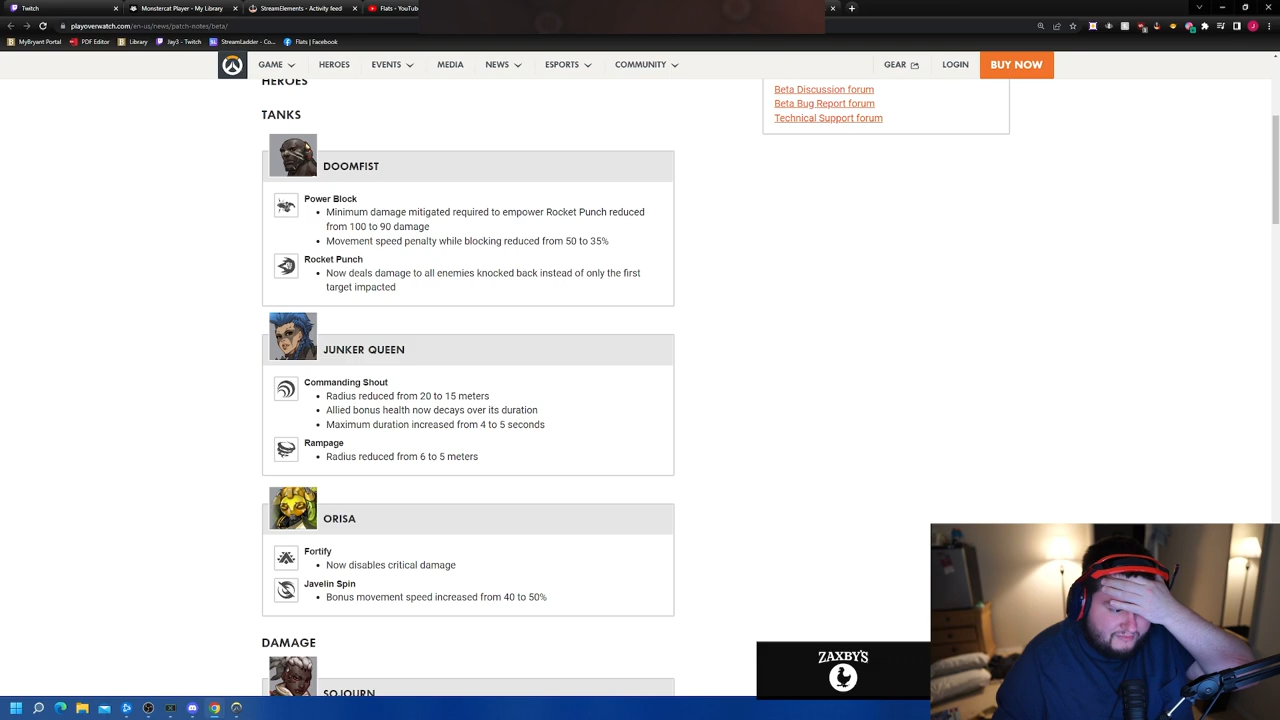 Twitch
Monstercat Player - My Library
StreamElements - Activity feed
Flats - YouTub
playoverwatch.com/en-us/news/patch-notes/beta/
MyBryant Portal
PDF Editor
Library
Jay3 - Twitch
StreamLadder - Co...
Flats | Facebook
GAME
HEROES
EVENTS
MEDIA
NEWS
ESPORTS
COMMUNITY
GEAR
LOGIN
BUY NOW
HEROES
Beta Discussion forum
Beta Bug Report forum
Technical Support forum
TANKS
DOOMFIST
Power Block
• Minimum damage mitigated required to empower Rocket Punch reduced
from 100 to 90 damage
• Movement speed penalty while blocking reduced from 50 to 35%
Rocket Punch
• Now deals damage to all enemies knocked back instead of only the first
target impacted
JUNKER QUEEN
Commanding Shout
• Radius reduced from 20 to 15 meters
• Allied bonus health now decays over its duration
• Maximum duration increased from 4 to 5 seconds
Rampage
• Radius reduced from 6 to 5 meters
ORISA
Fortify
• Now disables critical damage
Javelin Spin
• Bonus movement speed increased from 40 to 50%
DAMAGE
SOJOURN
ZAXBY'S